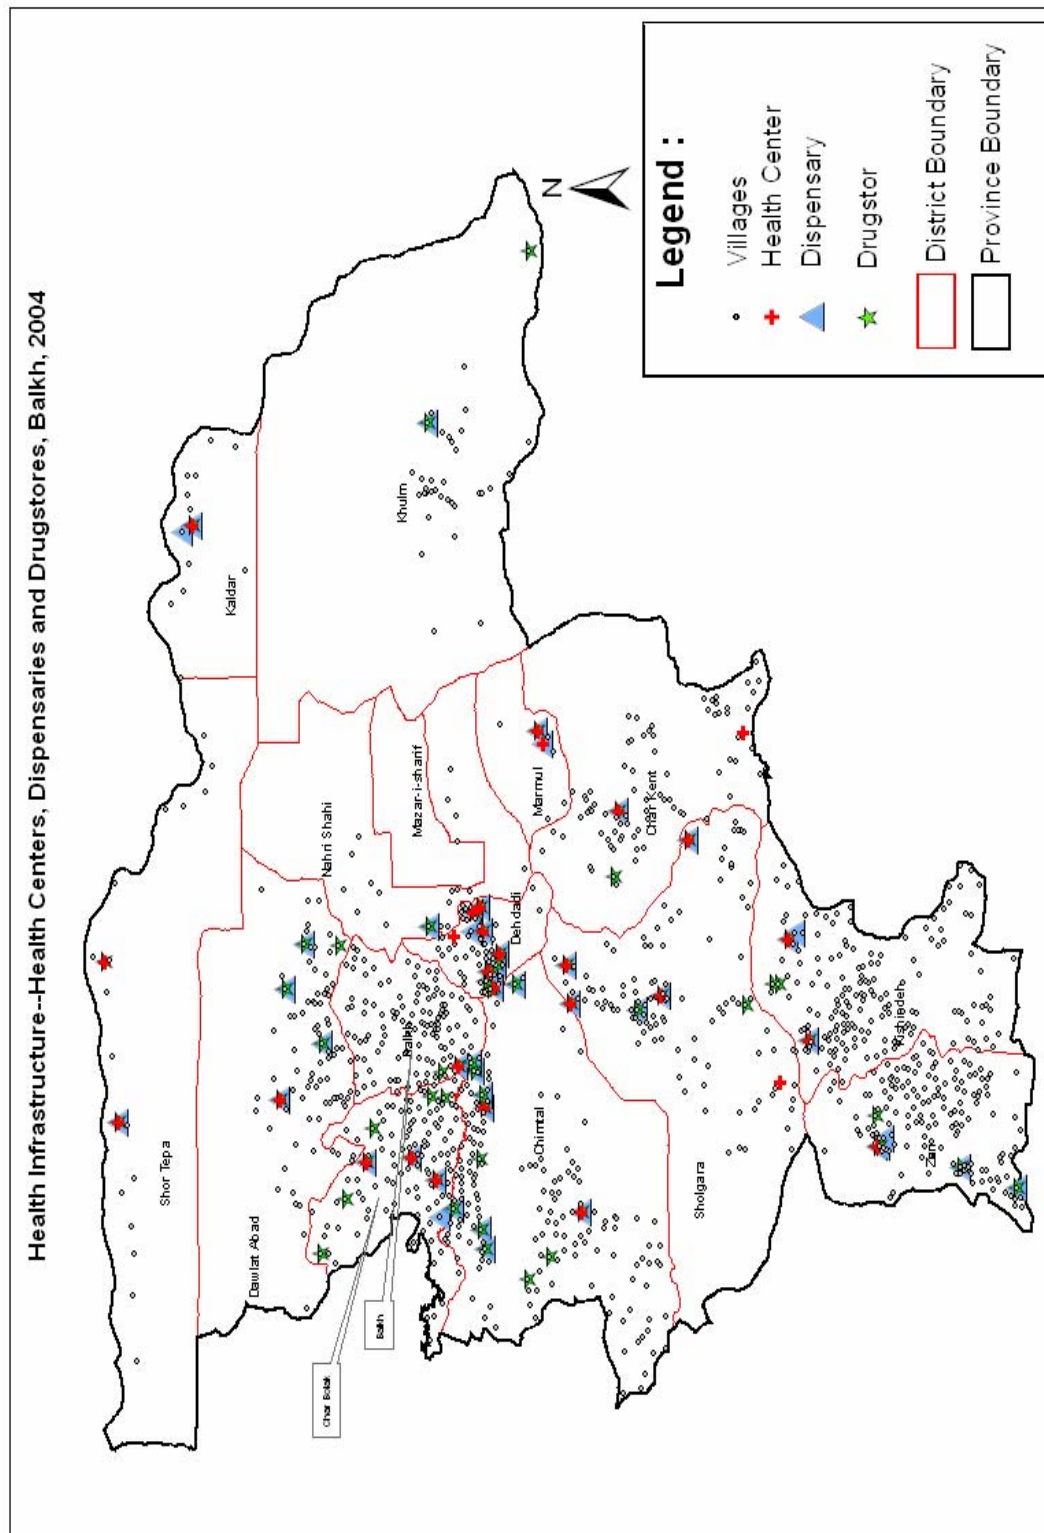 Health Infrastructure--Health Centers, Dispensaries and Drugstores, Balkh, 2004
Shor Tepa
Kaldar
Dawlat Abad
Nahri Shahi
Khulm
Char Bolak
Balkh
Balkh
Mazar-i-sharif
Marmul
Dehdadi
Chimtal
Char Kent
Sholgara
Kishindeh
Zari
N
Legend :
Villages
Health Center
Dispensary
Drugstor
District Boundary
Province Boundary